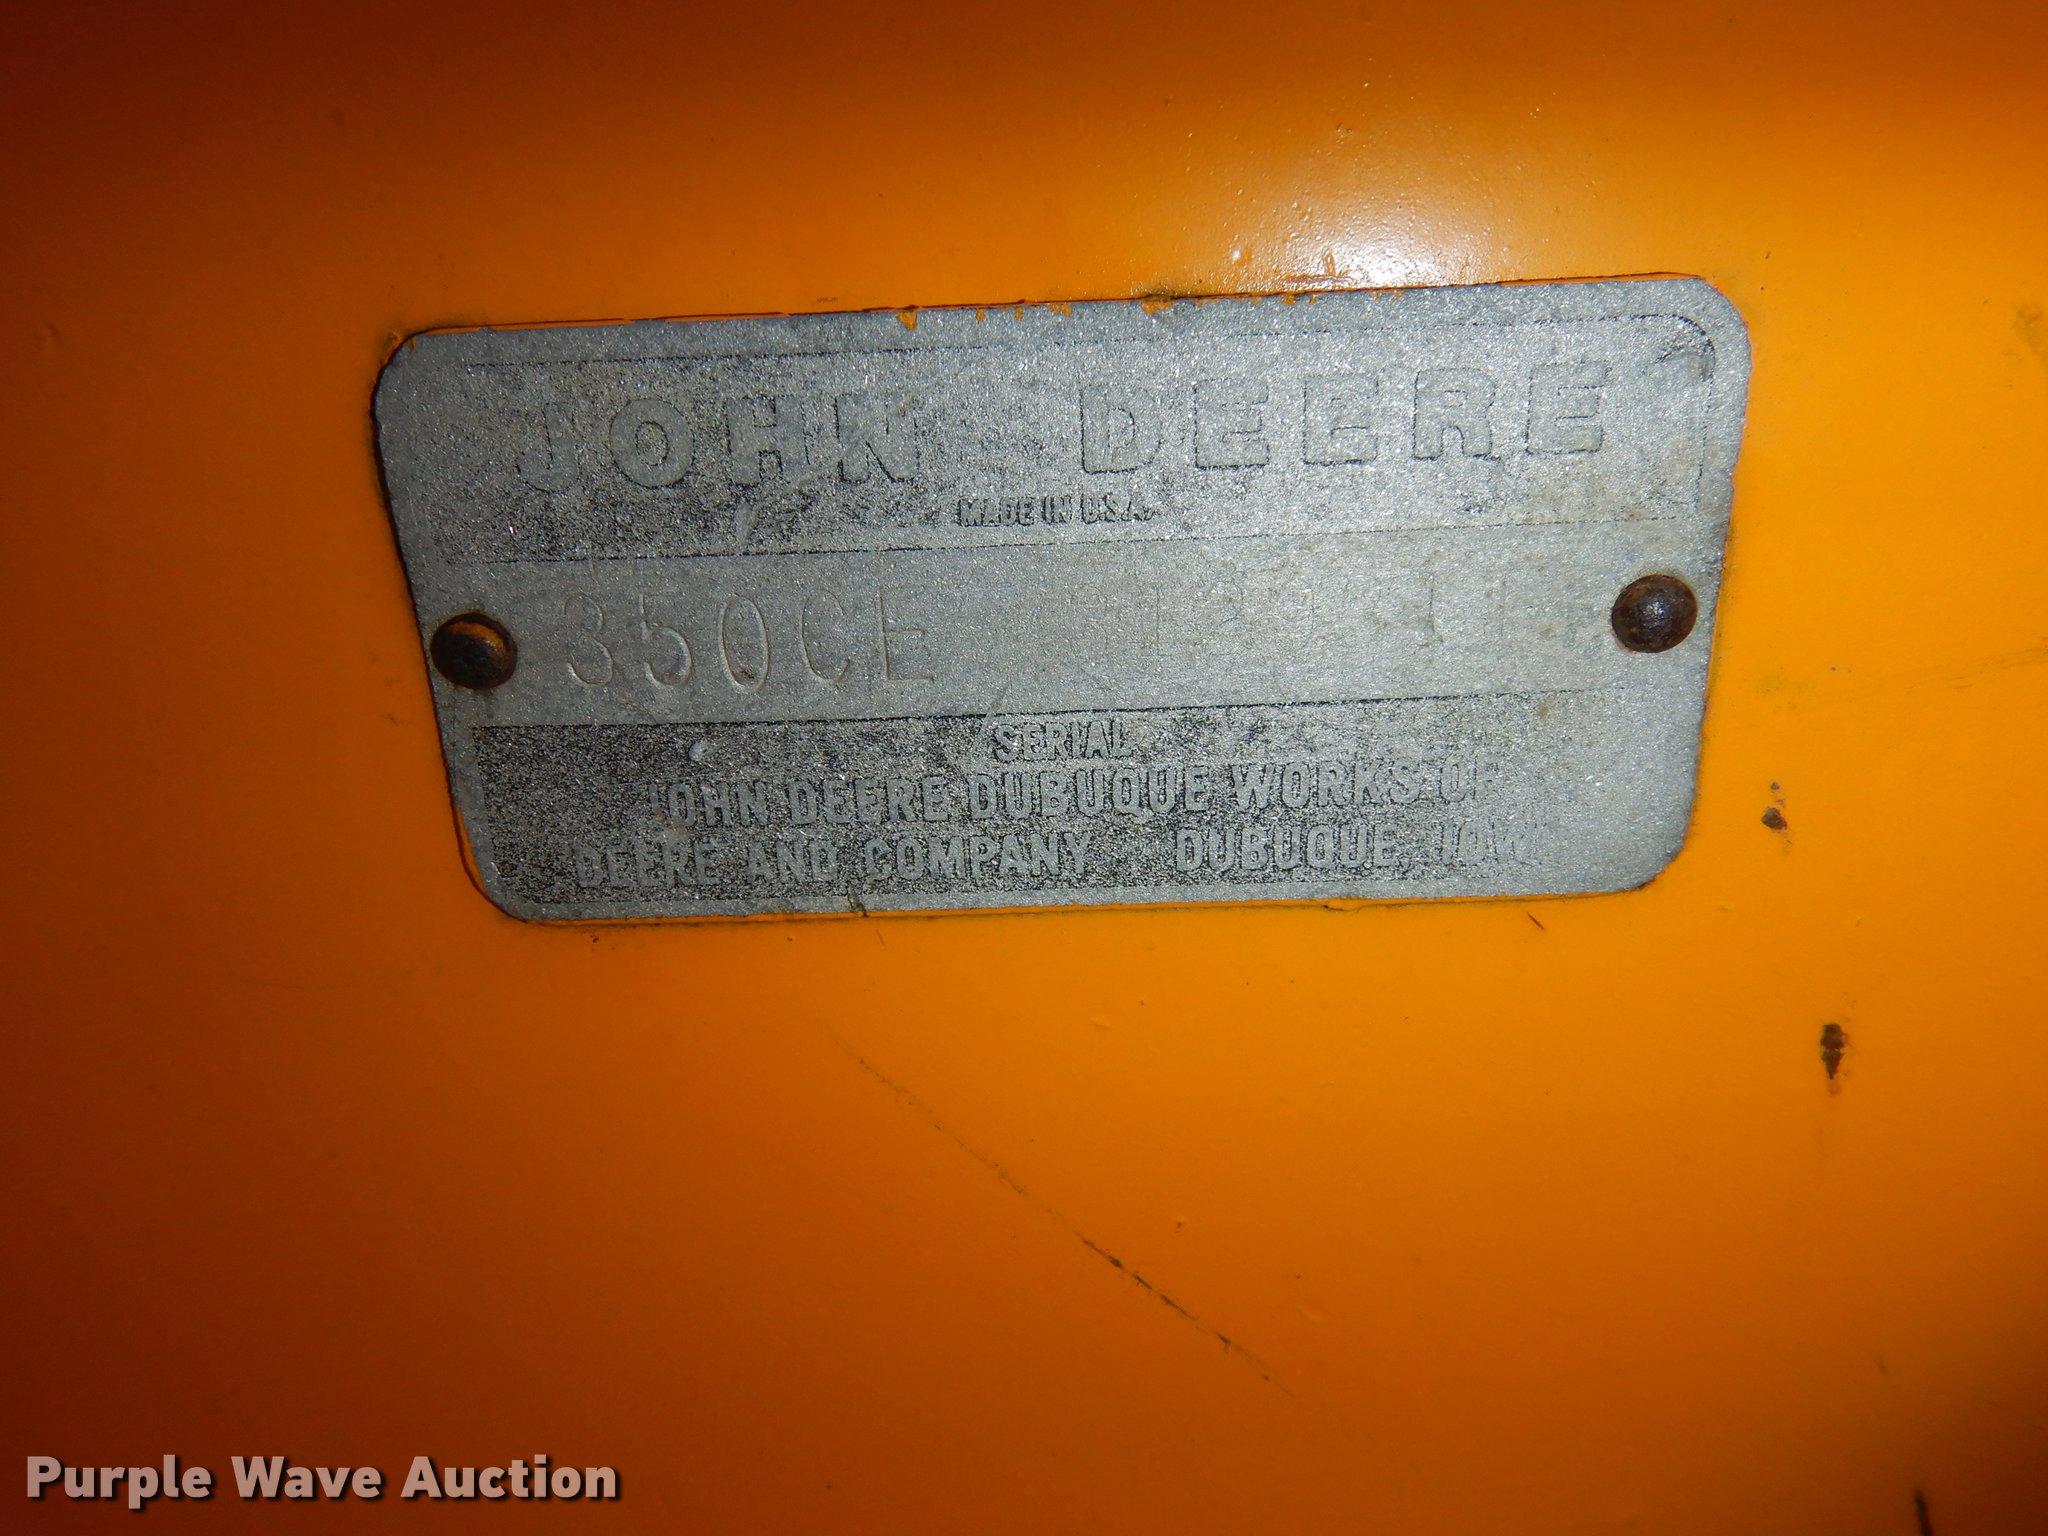 JOHN DEERE
MADE IN U.S.A.
350CE
SERIAL
JOHN DEERE DUBUQUE WORKS OF
DEERE AND COMPANY DUBUQUE, IOWA
Purple Wave Auction